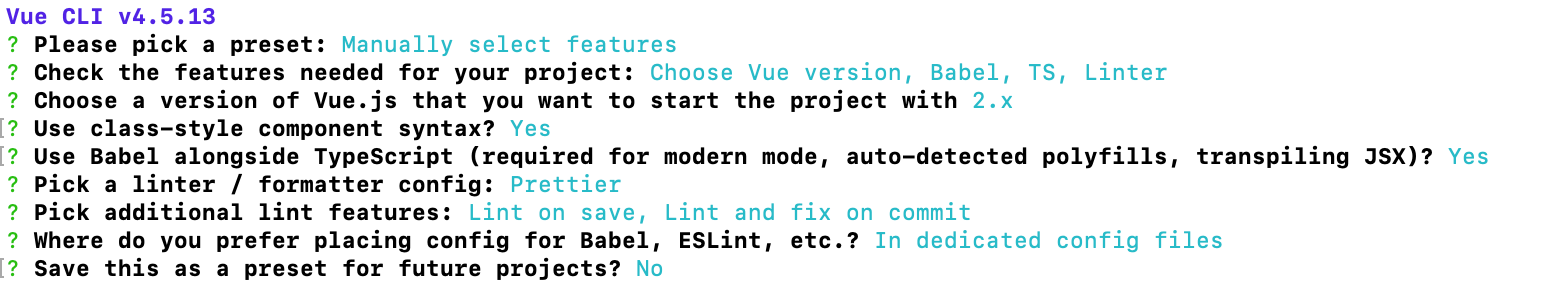 Vue CLI v4.5.13
? Please pick a preset: Manually select features
? Check the features needed for your project: Choose Vue version, Babel, TS, Linter
? Choose a version of Vue.js that you want to start the project with 2.x
? Use class-style component syntax? Yes
? Use Babel alongside TypeScript (required for modern mode, auto-detected polyfills, transpiling JSX)? Yes
? Pick a linter / formatter config: Prettier
? Pick additional lint features: Lint on save, Lint and fix on commit
? Where do you prefer placing config for Babel, ESLint, etc.? In dedicated config files
? Save this as a preset for future projects? No